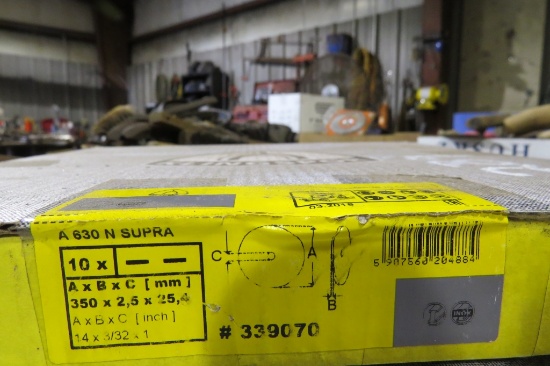 A 630 N SUPRA
10 x
A x B x C [ mm ]
350 x 2,5 x 25,4
A x B x C [ inch ]
14 x 3/32 x 1
C
A
B
# 339070
5 907560 204884